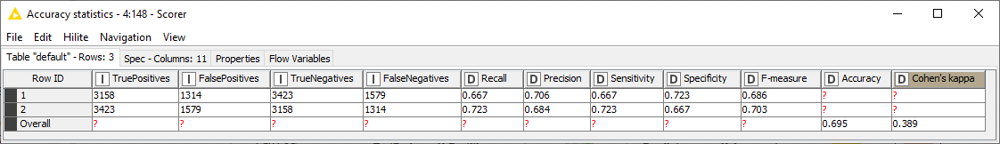 Accuracy statistics - 4:148 - Scorer
File Edit Hilite Navigation View
Table "default" - Rows: 3 Spec - Columns: 11 Properties Flow Variables
Row ID I TruePositives I FalsePositives I TrueNegatives I FalseNegatives D Recall D Precision D Sensitivity D Specificity D F-measure D Accuracy D Cohen's kappa
1 3158 1314 3423 1579 0.667 0.706 0.667 0.723 0.686 ? ?
2 3423 1579 3158 1314 0.723 0.684 0.723 0.667 0.703 ? ?
Overall ? ? ? ? ? ? ? ? ? 0.695 0.389